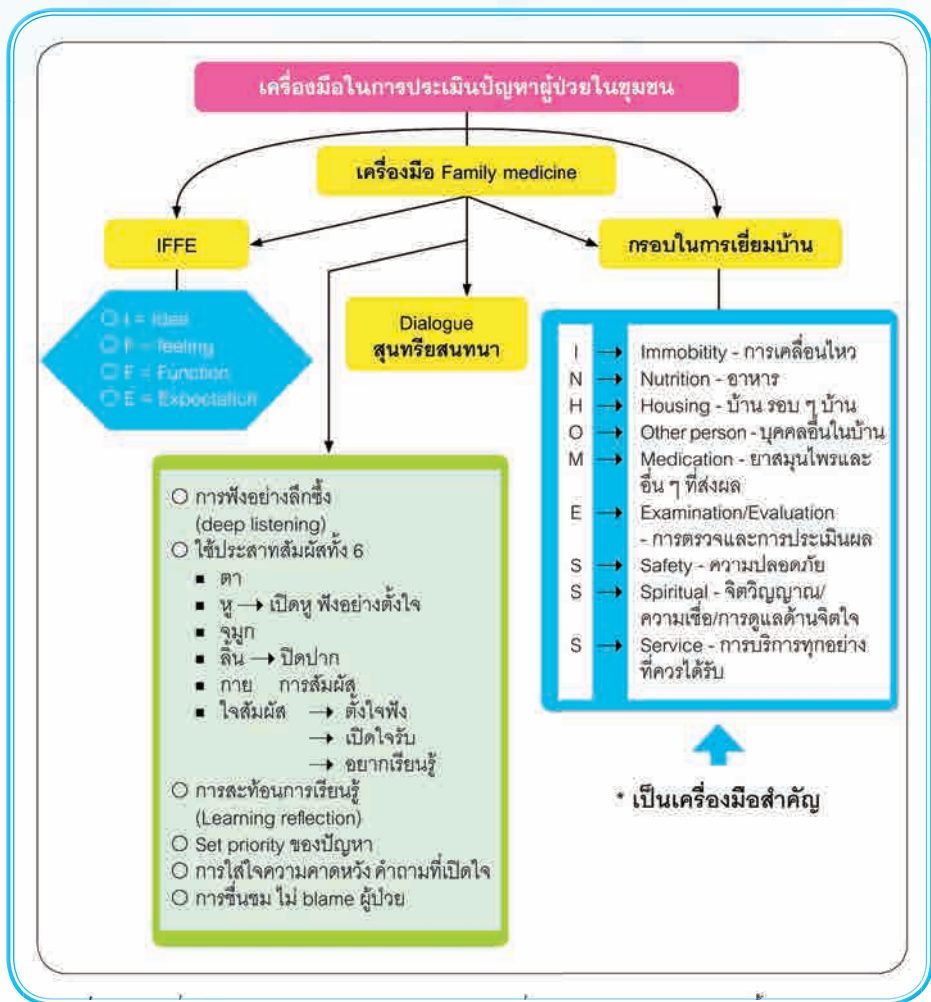 เครื่องมือในการประเมินปัญหาผู้ป่วยในชุมชน
เครื่องมือ Family medicine
IFFE
กรอบในการเยี่ยมบ้าน
○ I = Idea
○ F = feeling
○ F = Function
○ E = Expectation
Dialogue
สุนทรียสนทนา
I → Immobitity - การเคลื่อนไหว
N → Nutrition - อาหาร
H → Housing - บ้าน รอบ ๆ บ้าน
O → Other person - บุคคลอื่นในบ้าน
M → Medication - ยาสมุนไพรและ
อื่น ๆ ที่ส่งผล
E → Examination/Evaluation
- การตรวจและการประเมินผล
S → Safety - ความปลอดภัย
S → Spiritual - จิตวิญญาณ/
ความเชื่อ/การดูแลด้านจิตใจ
S → Service - การบริการทุกอย่าง
ที่ควรได้รับ
* เป็นเครื่องมือสำคัญ
○ การฟังอย่างลึกซึ้ง
(deep listening)
○ ใช้ประสาทสัมผัสทั้ง 6
■ ตา
■ หู → เปิดหู ฟังอย่างตั้งใจ
■ จมูก
■ ลิ้น → ปิดปาก
■ กาย การสัมผัส
■ ใจสัมผัส → ตั้งใจฟัง
→ เปิดใจรับ
→ อยากเรียนรู้
○ การสะท้อนการเรียนรู้
(Learning reflection)
○ Set priority ของปัญหา
○ การใส่ใจความคาดหวัง คำถามที่เปิดใจ
○ การชื่นชม ไม่ blame ผู้ป่วย